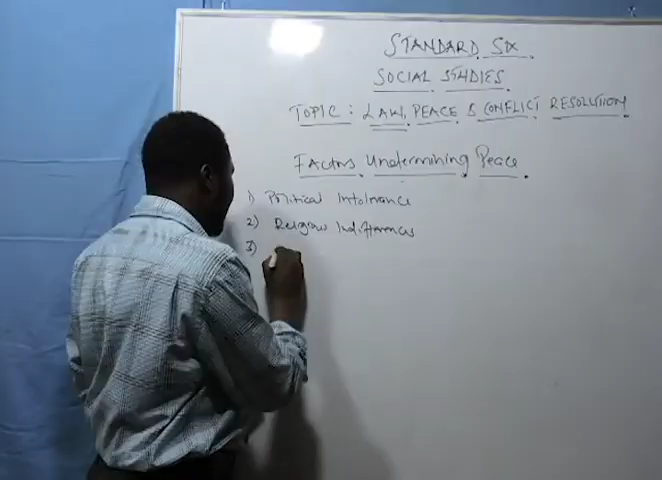 STANDARD SIX
SOCIAL STUDIES
TOPIC: LAW, PEACE & CONFLICT RESOLUTION
Factors Undermining Peace
1) Political Intolerance
2) Religious Indifferences
3)